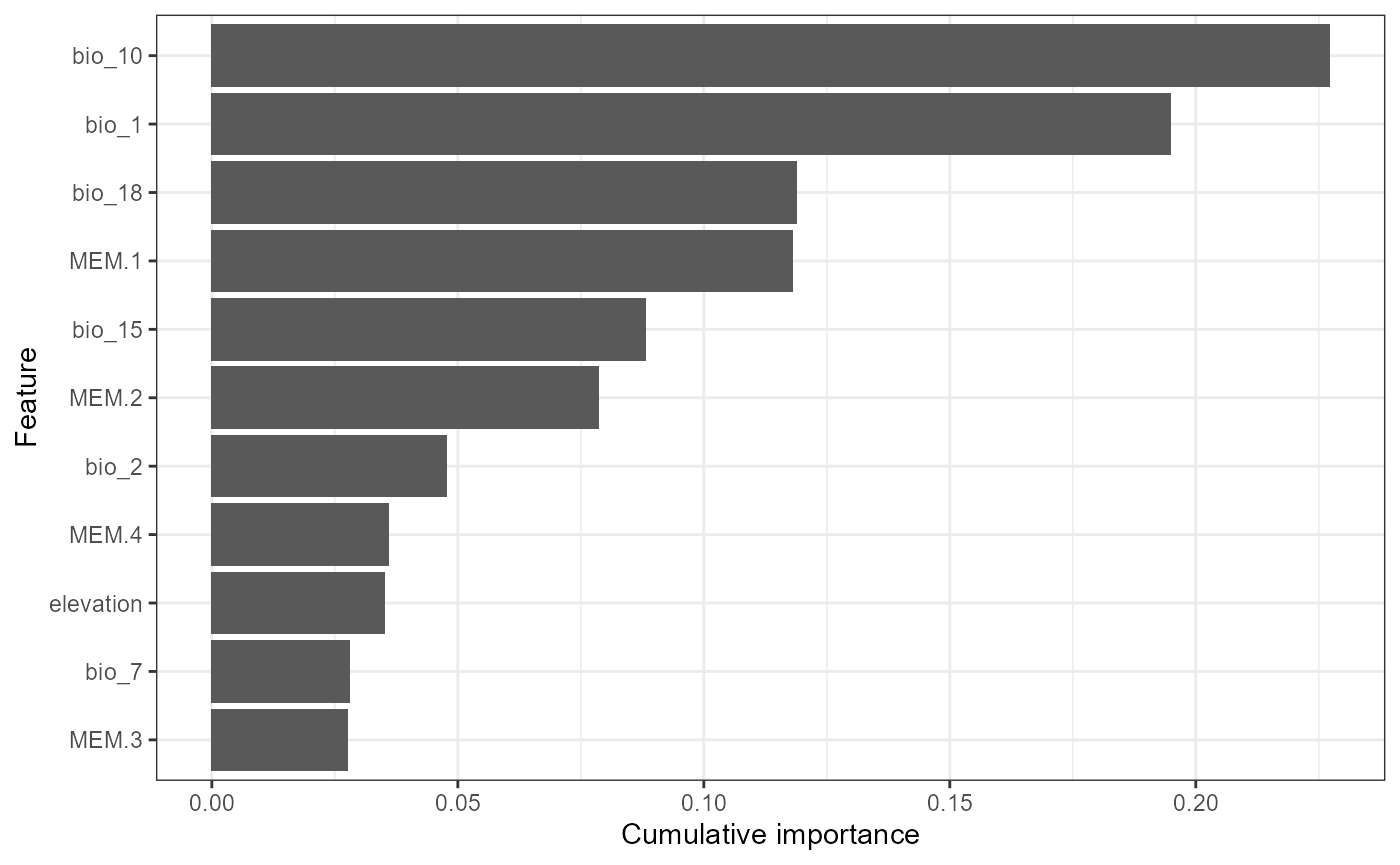 Feature
bio_10
bio_1
bio_18
MEM.1
bio_15
MEM.2
bio_2
MEM.4
elevation
bio_7
MEM.3
0.00 0.05 0.10 0.15 0.20
Cumulative importance